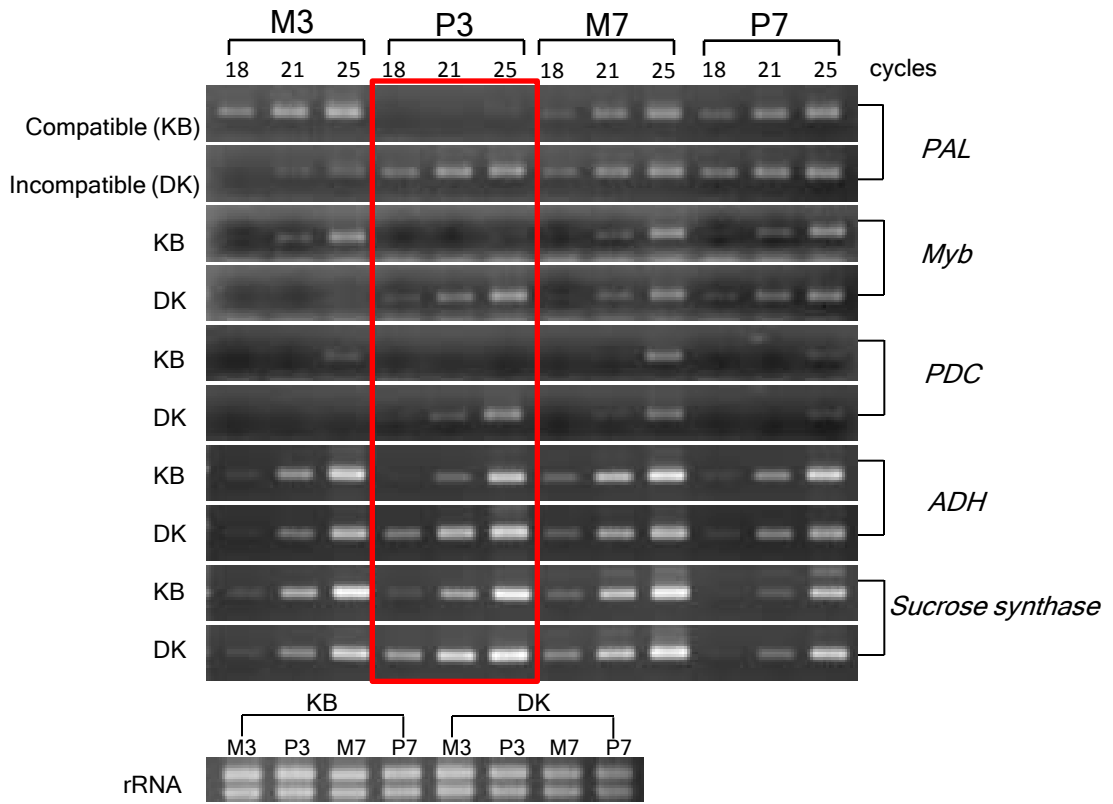 M3 P3 M7 P7
18 21 25 18 21 25 18 21 25 18 21 25 cycles
Compatible (KB)
PAL
Incompatible (DK)
KB
Myb
DK
KB
PDC
DK
KB
ADH
DK
KB
Sucrose synthase
DK
KB DK
M3 P3 M7 P7 M3 P3 M7 P7
rRNA